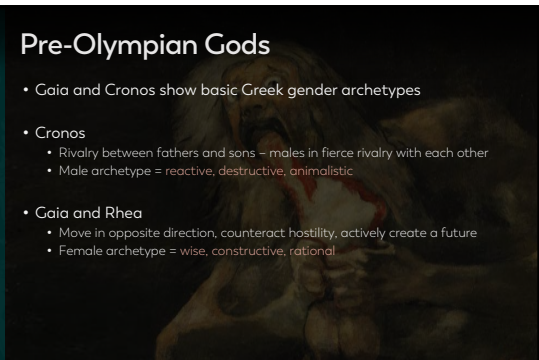 Pre-Olympian Gods
• Gaia and Cronos show basic Greek gender archetypes
• Cronos
• Rivalry between fathers and sons – males in fierce rivalry with each other
• Male archetype = reactive, destructive, animalistic
• Gaia and Rhea
• Move in opposite direction, counteract hostility, actively create a future
• Female archetype = wise, constructive, rational